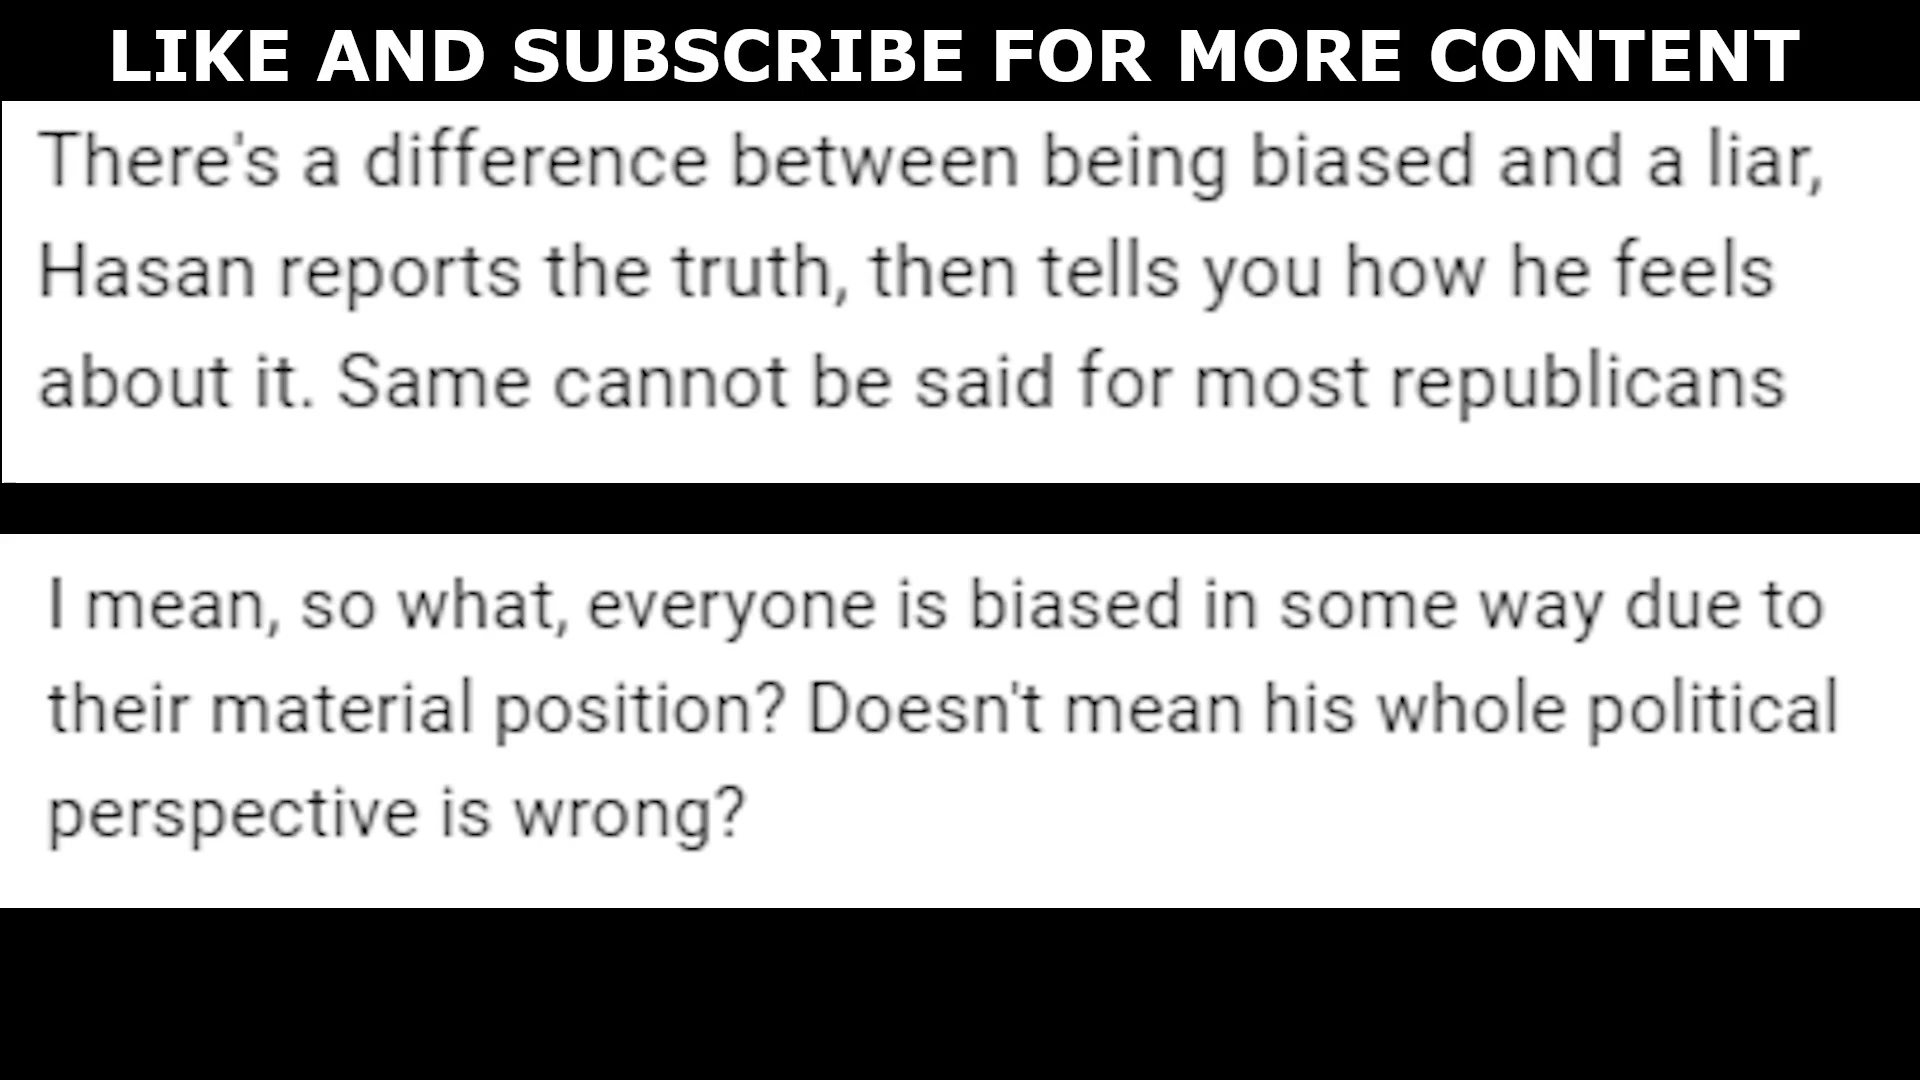 LIKE AND SUBSCRIBE FOR MORE CONTENT
There's a difference between being biased and a liar,
Hasan reports the truth, then tells you how he feels
about it. Same cannot be said for most republicans
I mean, so what, everyone is biased in some way due to
their material position? Doesn't mean his whole political
perspective is wrong?